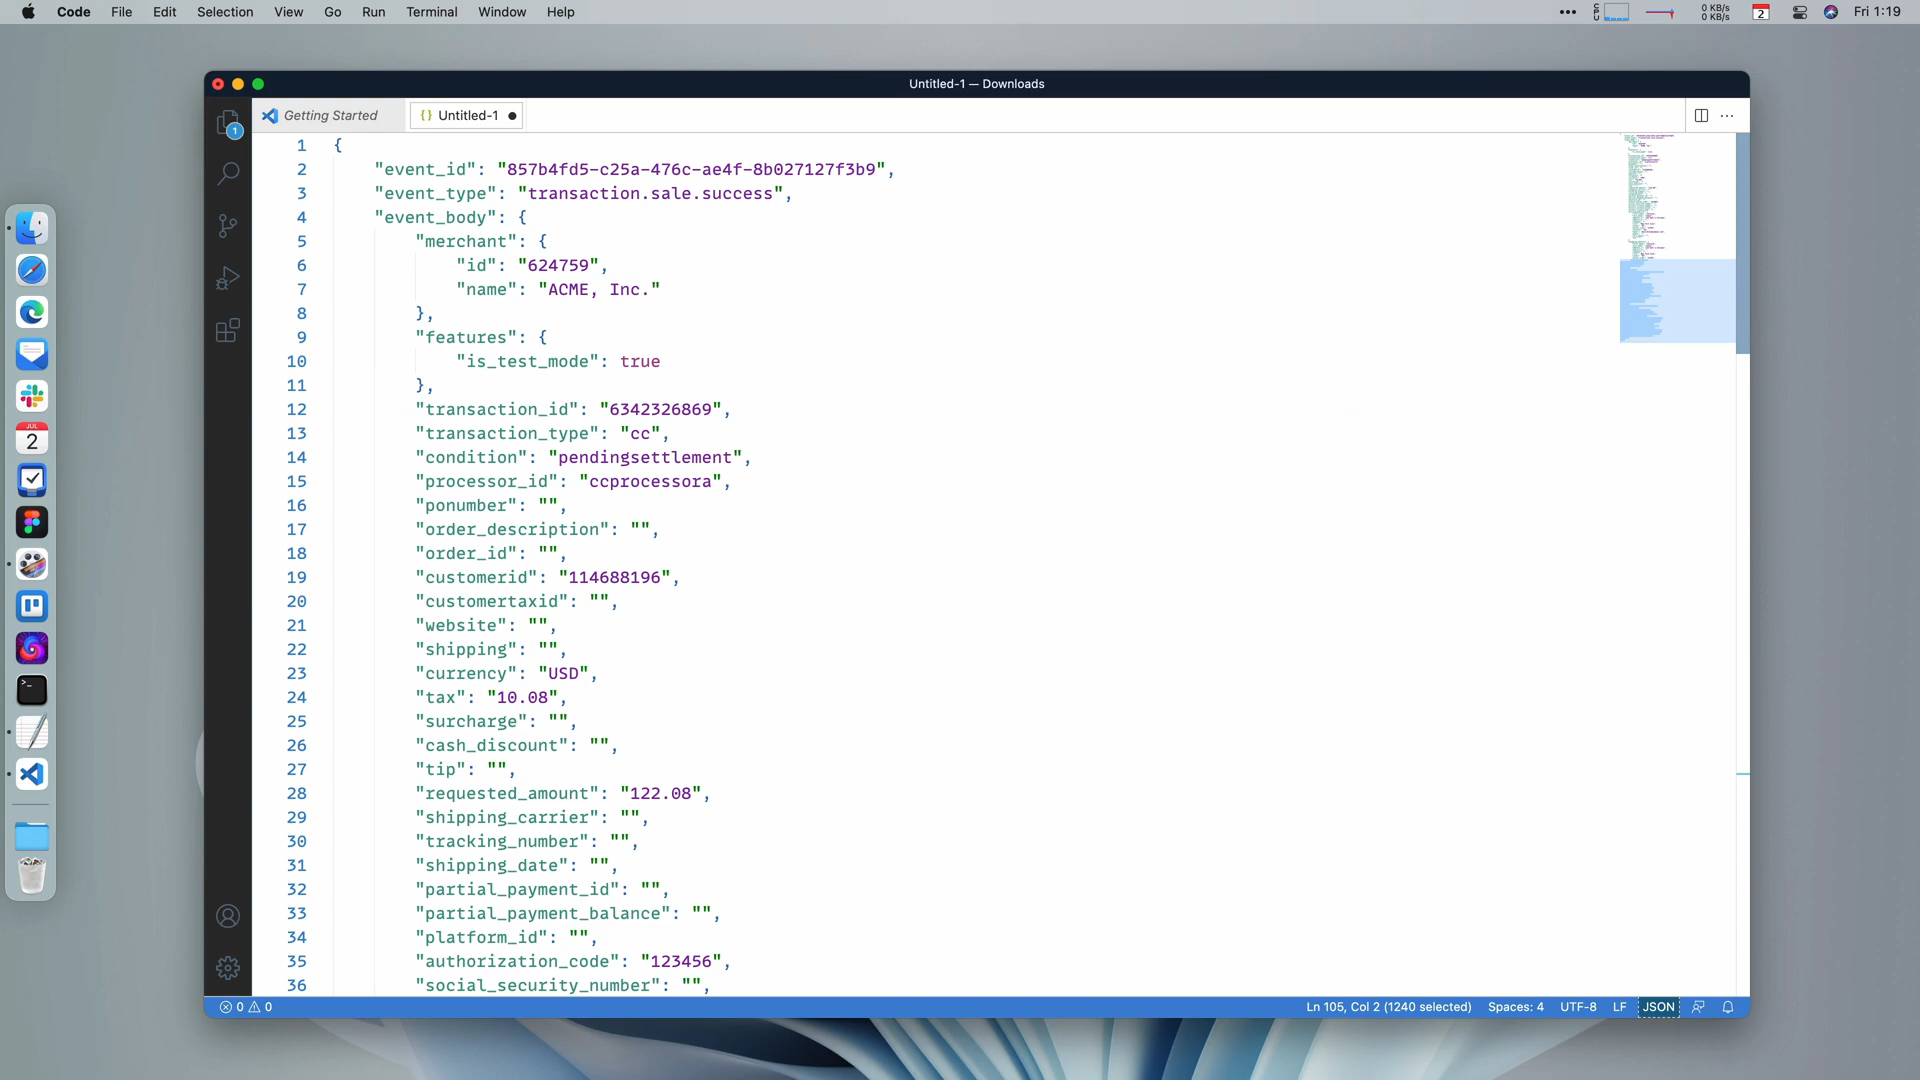 Code File Edit Selection View Go Run Terminal Window Help
••• CPU 0 KB/s 0 KB/s 2 Fri 1:19
Untitled-1 — Downloads
Getting Started {} Untitled-1 ●
1
1 {
2 "event_id": "857b4fd5-c25a-476c-ae4f-8b027127f3b9",
3 "event_type": "transaction.sale.success",
4 "event_body": {
5 "merchant": {
6 "id": "624759",
7 "name": "ACME, Inc."
8 },
9 "features": {
10 "is_test_mode": true
11 },
12 "transaction_id": "6342326869",
13 "transaction_type": "cc",
14 "condition": "pendingsettlement",
15 "processor_id": "ccprocessora",
16 "ponumber": "",
17 "order_description": "",
18 "order_id": "",
19 "customerid": "114688196",
20 "customertaxid": "",
21 "website": "",
22 "shipping": "",
23 "currency": "USD",
24 "tax": "10.08",
25 "surcharge": "",
26 "cash_discount": "",
27 "tip": "",
28 "requested_amount": "122.08",
29 "shipping_carrier": "",
30 "tracking_number": "",
31 "shipping_date": "",
32 "partial_payment_id": "",
33 "partial_payment_balance": "",
34 "platform_id": "",
35 "authorization_code": "123456",
36 "social_security_number": "",
0 0 Ln 105, Col 2 (1240 selected) Spaces: 4 UTF-8 LF JSON
JUL
2